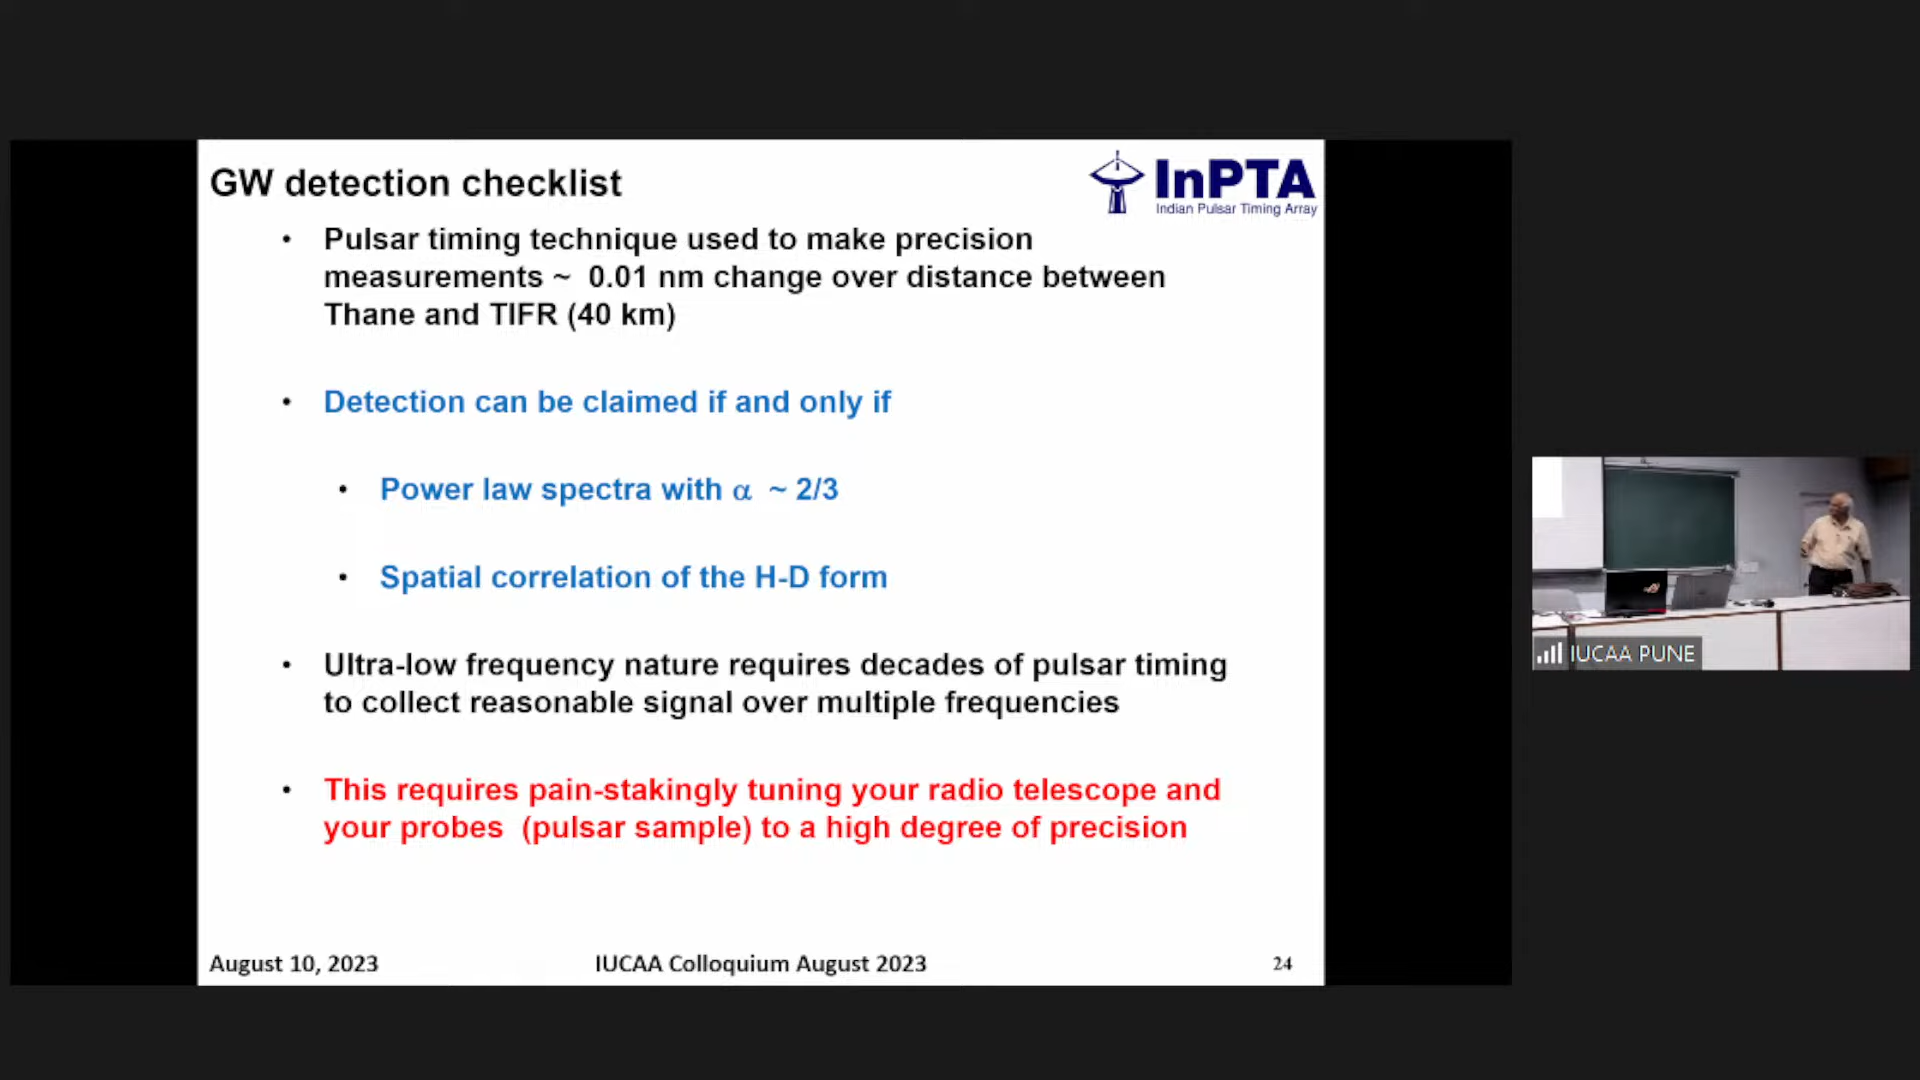 GW detection checklist
InPTA
Indian Pulsar Timing Array
• Pulsar timing technique used to make precision
measurements ~ 0.01 nm change over distance between
Thane and TIFR (40 km)
• Detection can be claimed if and only if
• Power law spectra with α ~ 2/3
• Spatial correlation of the H-D form
• Ultra-low frequency nature requires decades of pulsar timing
to collect reasonable signal over multiple frequencies
• This requires pain-stakingly tuning your radio telescope and
your probes (pulsar sample) to a high degree of precision
August 10, 2023
IUCAA Colloquium August 2023
24
IUCAA PUNE